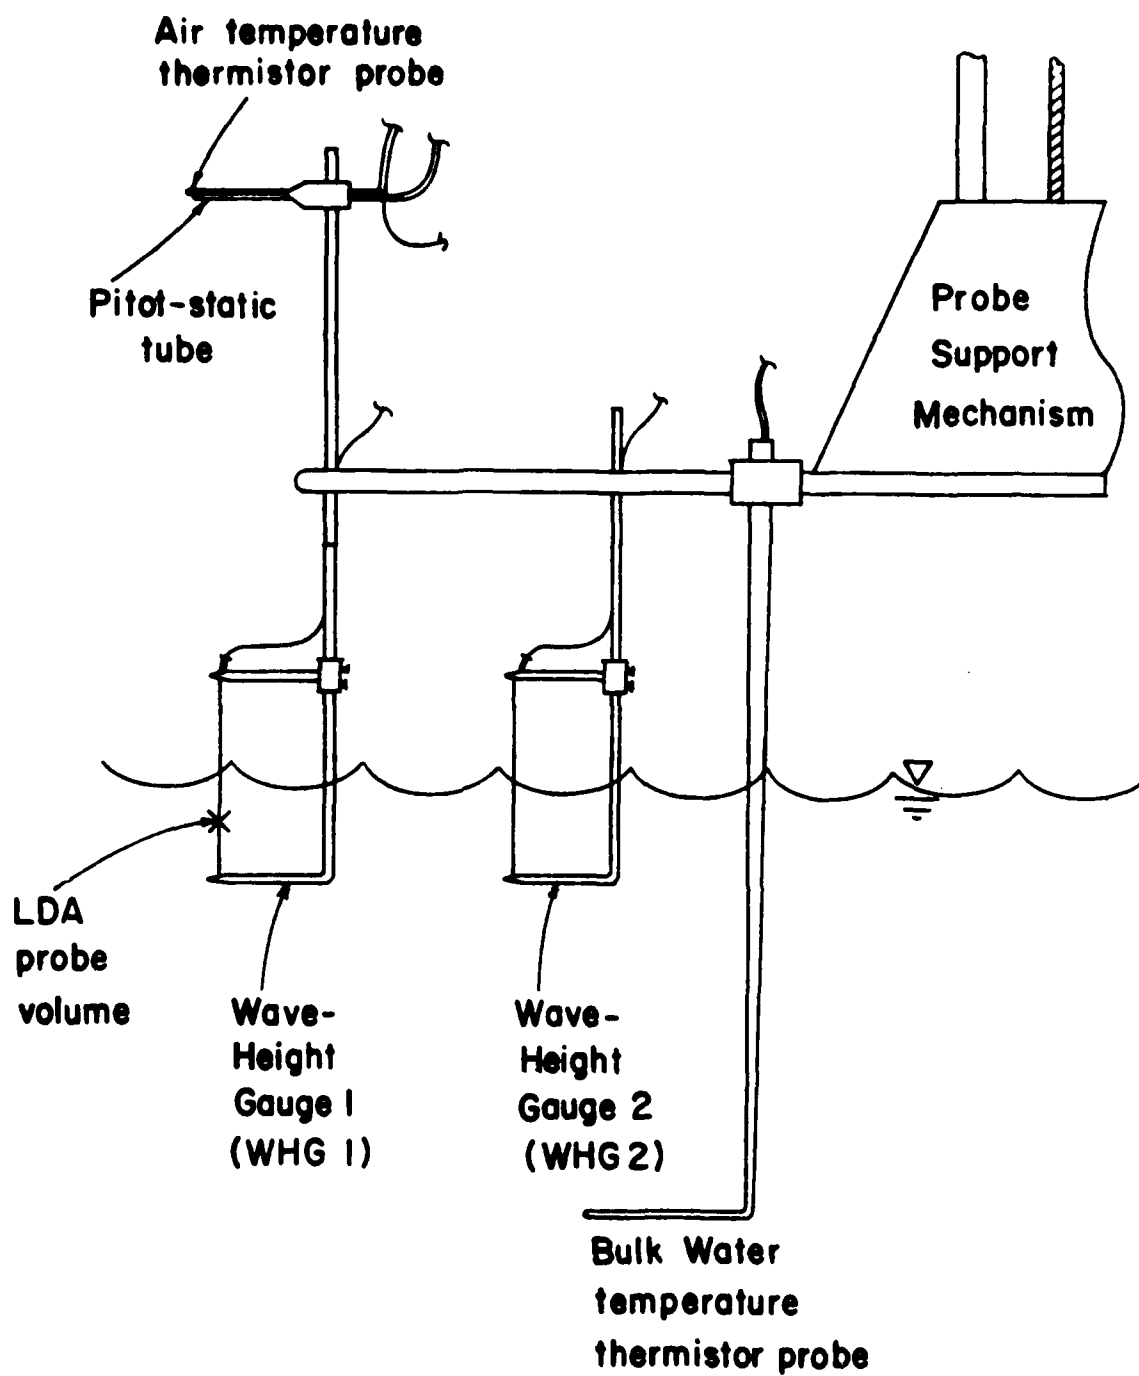 Air temperature
thermistor probe
Pitot-static
tube
Probe
Support
Mechanism
LDA
probe
volume
Wave-
Height
Gauge 1
(WHG 1)
Wave-
Height
Gauge 2
(WHG 2)
Bulk Water
temperature
thermistor probe